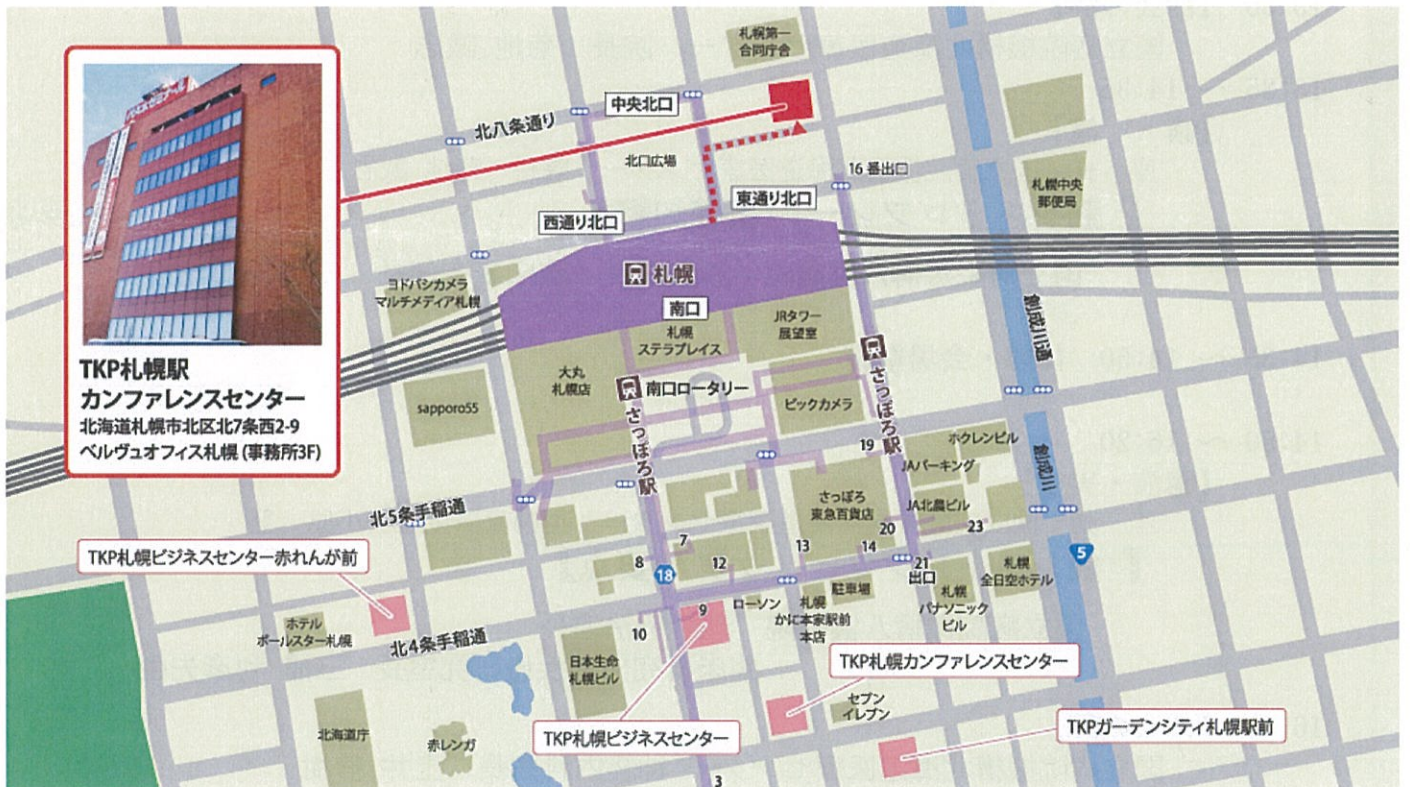 札幌第一
合同庁舎
中央北口
北八条通り
北口広場
16 番出口
札幌中央
郵便局
東通り北口
西通り北口
札幌
ヨドバシカメラ
マルチメディア札幌
南口
札幌
ステラプレイス
JRタワー
展望室
創成川通
TKP札幌駅
カンファレンスセンター
北海道札幌市北区北7条西2-9
ベルヴュオフィス札幌 (事務所3F)
大丸
札幌店
南口ロータリー
さっぽろ駅
さっぽろ駅
ビックカメラ
sapporo55
19
ホクレンビル
JAパーキング
創成川
さっぽろ
東急百貨店
JA北農ビル
20
23
北5条手稲通
TKP札幌ビジネスセンター赤れんが前
7
8
12
13
14
21
出口
18
5
札幌
全日空ホテル
駐車場
札幌
パナソニック
ビル
ローソン
札幌
かに本家駅前
本店
9
10
ホテル
ポールスター札幌
北4条手稲通
日本生命
札幌ビル
TKP札幌カンファレンスセンター
セブン
イレブン
TKP札幌ビジネスセンター
TKPガーデンシティ札幌駅前
北海道庁
赤レンガ
3